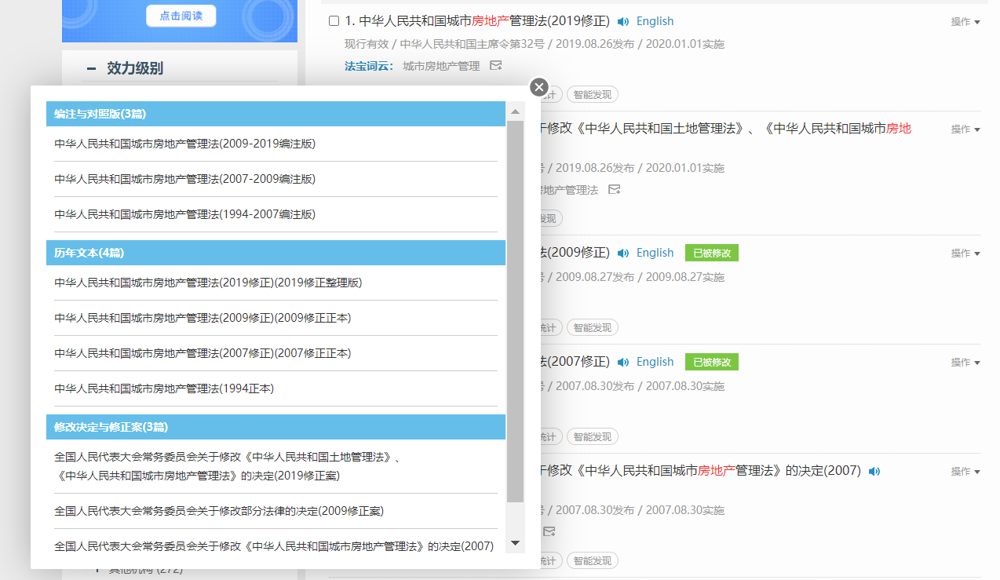 点击阅读
效力级别
编注与对照版(3篇)
中华人民共和国城市房地产管理法(2009-2019编注版)
中华人民共和国城市房地产管理法(2007-2009编注版)
中华人民共和国城市房地产管理法(1994-2007编注版)
历年文本(4篇)
中华人民共和国城市房地产管理法(2019修正)(2019修正整理版)
中华人民共和国城市房地产管理法(2009修正)(2009修正正本)
中华人民共和国城市房地产管理法(2007修正)(2007修正正本)
中华人民共和国城市房地产管理法(1994正本)
修改决定与修正案(3篇)
全国人民代表大会常务委员会关于修改《中华人民共和国土地管理法》、
《中华人民共和国城市房地产管理法》的决定(2019修正案)
全国人民代表大会常务委员会关于修改部分法律的决定(2009修正案)
全国人民代表大会常务委员会关于修改《中华人民共和国城市房地产管理法》的决定(2007)
其他机构 (272)
1. 中华人民共和国城市房地产管理法(2019修正) English 操作
现行有效 / 中华人民共和国主席令第32号 / 2019.08.26发布 / 2020.01.01实施
法宝词云： 城市房地产管理
计 智能发现
于修改《中华人民共和国土地管理法》、《中华人民共和国城市房地 操作
号 / 2019.08.26发布 / 2020.01.01实施
房地产管理法
发现
法(2009修正) English 已被修改 操作
号 / 2009.08.27发布 / 2009.08.27实施
统计 智能发现
法(2007修正) English 已被修改 操作
号 / 2007.08.30发布 / 2007.08.30实施
统计 智能发现
于修改《中华人民共和国城市房地产管理法》的决定(2007) 操作
号 / 2007.08.30发布 / 2007.08.30实施
统计 智能发现